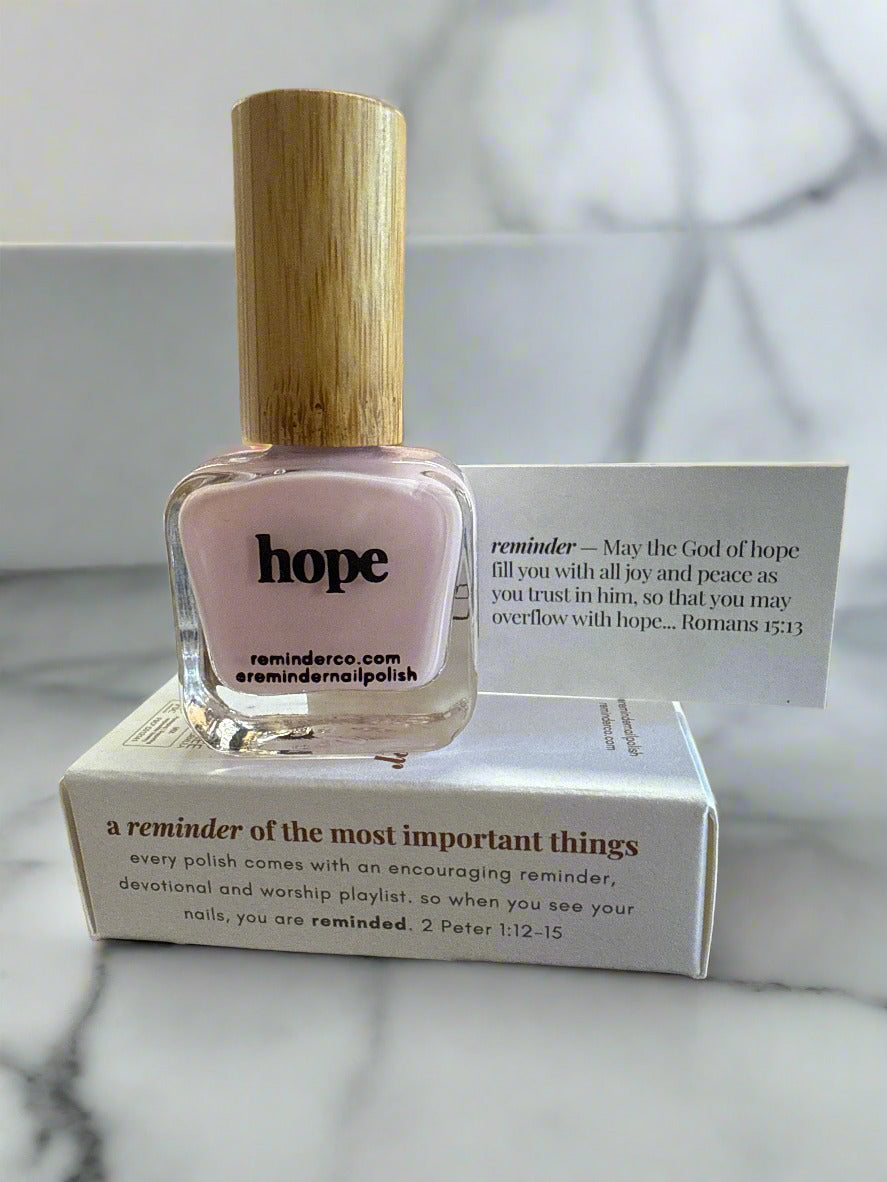 hope
reminderco.com
@remindernailpolish
reminder — May the God of hope
fill you with all joy and peace as
you trust in him, so that you may
overflow with hope... Romans 15:13
@remindernailpolish
reminderco.com
a reminder of the most important things
every polish comes with an encouraging reminder,
devotional and worship playlist. so when you see your
nails, you are reminded. 2 Peter 1:12-15